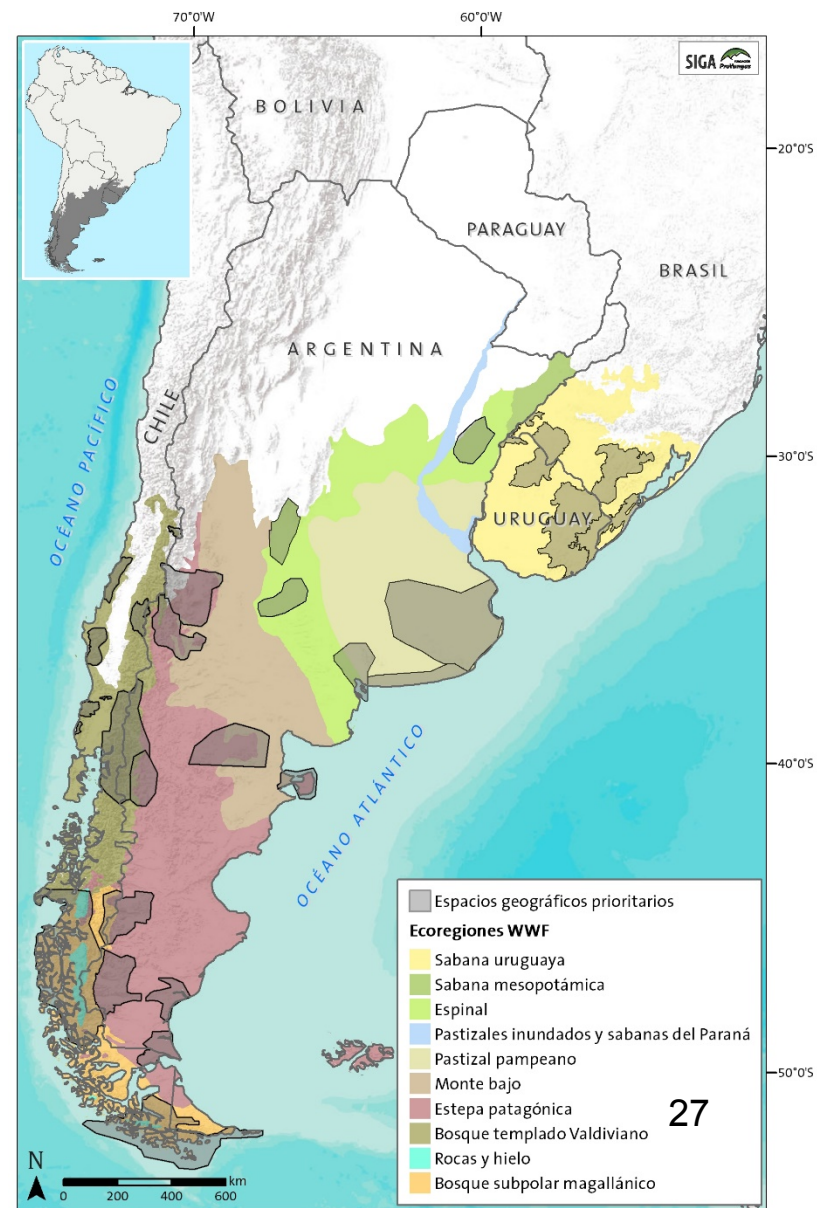 70°0'W 60°0'W
SIGA FUNDACIÓN ProYungas
BOLIVIA
20°0'S
PARAGUAY
BRASIL
ARGENTINA
CHILE
OCÉANO PACÍFICO
30°0'S
URUGUAY
OCÉANO ATLÁNTICO
40°0'S
50°0'S
Espacios geográficos prioritarios
Ecoregiones WWF
Sabana uruguaya
Sabana mesopotámica
Espinal
Pastizales inundados y sabanas del Paraná
Pastizal pampeano
Monte bajo
Estepa patagónica
27
Bosque templado Valdiviano
Rocas y hielo
Bosque subpolar magallánico
N
km
0 200 400 600